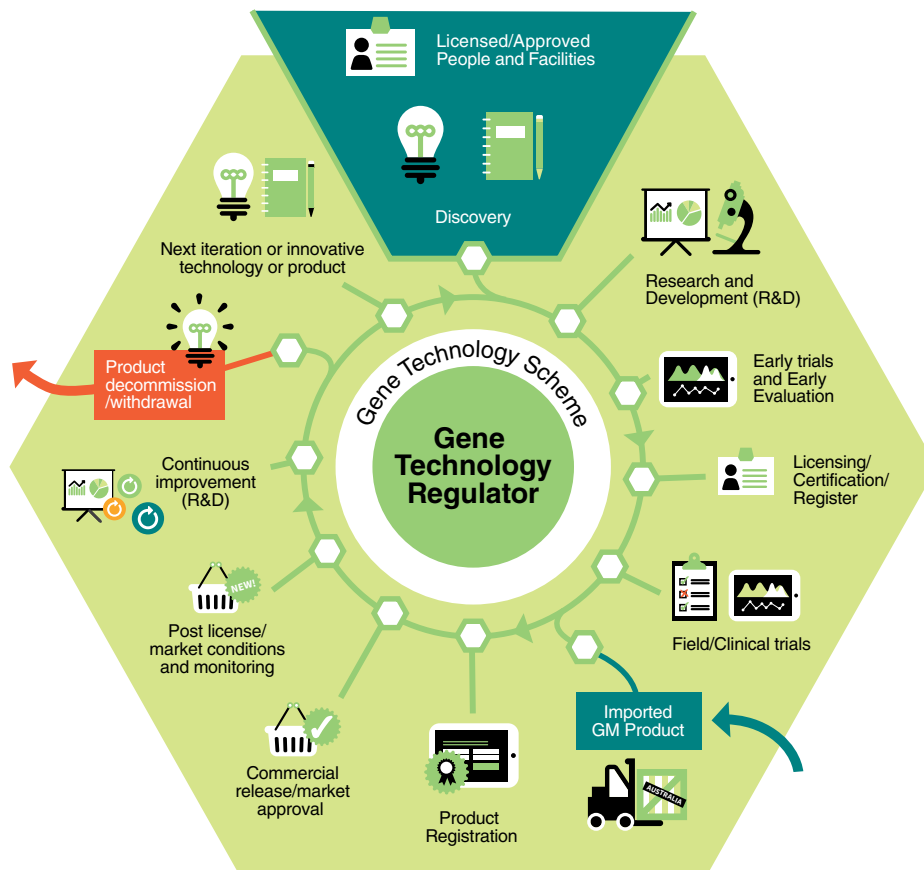 Licensed/Approved
People and Facilities
Discovery
Research and
Development (R&D)
Early trials
and Early
Evaluation
Licensing/
Certification/
Register
Field/Clinical trials
Imported
GM Product
AUSTRALIA
Product
Registration
Commercial
release/market
approval
Post license/
market conditions
and monitoring
NEW!
Continuous
improvement
(R&D)
Product
decommission
/withdrawal
Next iteration or innovative
technology or product
Gene Technology Scheme
Gene
Technology
Regulator